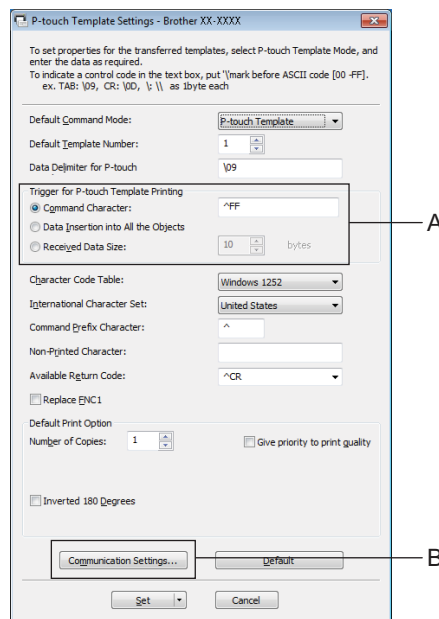 P-touch Template Settings - Brother XX-XXXX
To set properties for the transferred templates, select P-touch Template Mode, and
enter the data as required.
To indicate a control code in the text box, put '\'mark before ASCII code [00 -FF].
ex. TAB: \09, CR: \0D, \; \\ as 1byte
each
Default Command Mode: P-touch Template
Default Template Number: 1
Data Delimiter for P-touch \09
Trigger for P-touch Template Printing
Command Character: ^FF
A
Data Insertion into All the Objects
Received Data Size: 10 bytes
Character Code Table: Windows 1252
International Character Set: United States
Command Prefix Character: ^
Non-Printed Character:
Available Return Code: ^CR
Replace FNC1
Default Print Option
Number of Copies: 1 Give priority to print quality
Inverted 180 Degrees
Communication Settings... Default B
Set Cancel